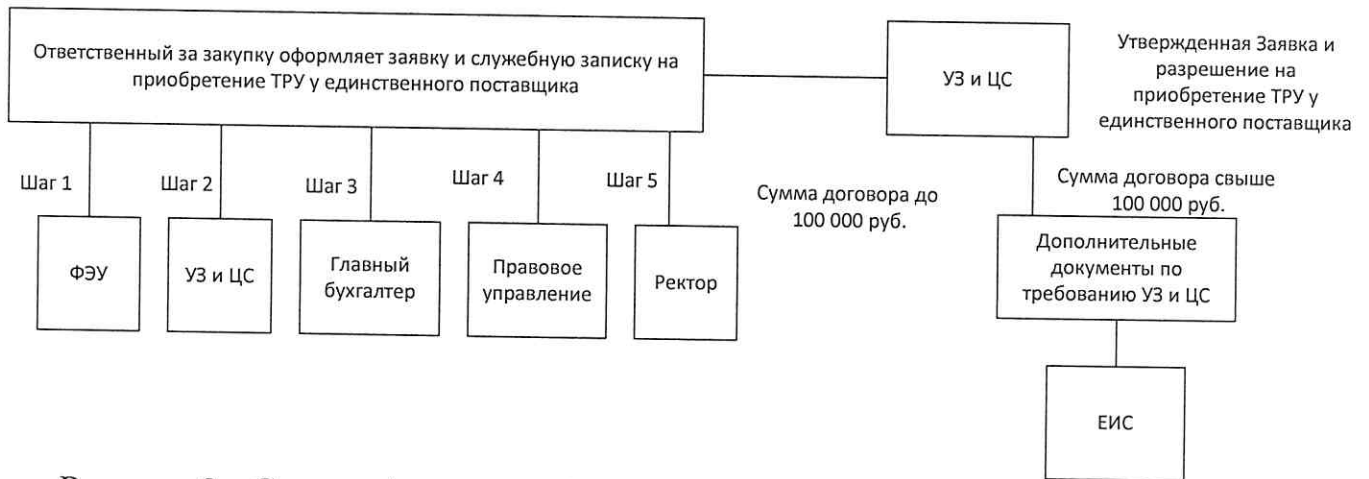 Ответственный за закупку оформляет заявку и служебную записку на
приобретение ТРУ у единственного поставщика
УЗ и ЦС
Утвержденная Заявка и
разрешение на
приобретение ТРУ у
единственного поставщика
Шаг 1
Шаг 2
Шаг 3
Шаг 4
Шаг 5
Сумма договора до
100 000 руб.
Сумма договора свыше
100 000 руб.
ФЭУ
УЗ и ЦС
Главный
бухгалтер
Правовое
управление
Ректор
Дополнительные
документы по
требованию УЗ и ЦС
ЕИС